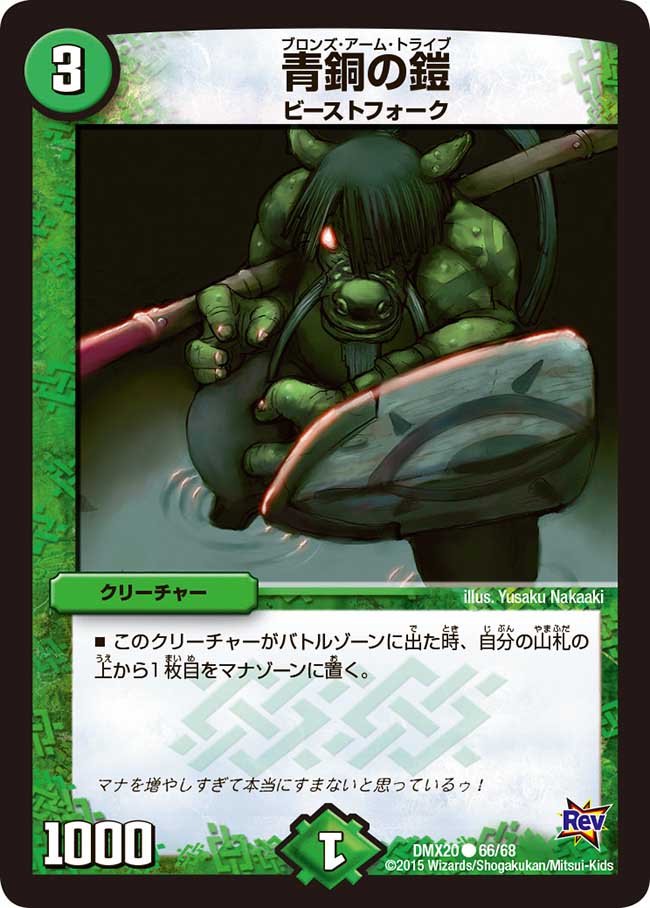 3
ブロンズ・アーム・トライブ
青銅の鎧
ビーストフォーク
クリーチャー
illus. Yusaku Nakaaki
■ このクリーチャーがバトルゾーンに出た時、自分の山札の
上から1枚目をマナゾーンに置く。
マナを増やしすぎて本当にすまないと思っているゥ！
1000
1
Rev
DMX20 ● 66/68
©2015 Wizards/Shogakukan/Mitsui-Kids